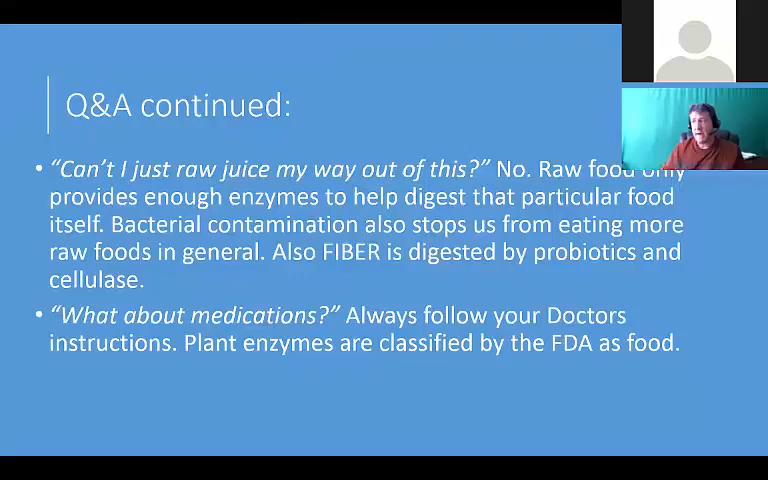 Q&A continued:
• “Can’t I just raw juice my way out of this?” No. Raw food only
provides enough enzymes to help digest that particular food
itself. Bacterial contamination also stops us from eating more
raw foods in general. Also FIBER is digested by probiotics and
cellulase.
• “What about medications?” Always follow your Doctors
instructions. Plant enzymes are classified by the FDA as food.